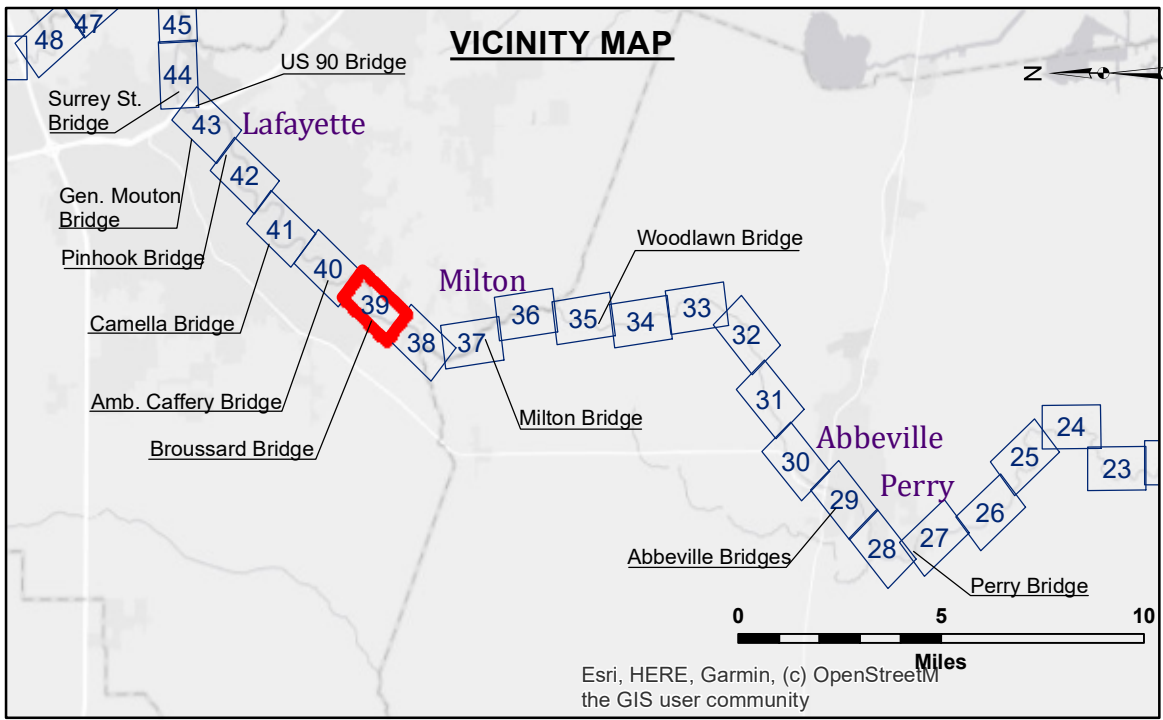 VICINITY MAP
48
47
45
44
US 90 Bridge
N
Surrey St.
Bridge
43
Lafayette
42
Gen. Mouton
Bridge
Pinhook Bridge
41
40
Woodlawn Bridge
Milton
39
Camella Bridge
38
37
36
35
34
33
32
Amb. Caffery Bridge
Milton Bridge
Broussard Bridge
31
30
Abbeville
29
Perry
28
27
26
25
24
23
Abbeville Bridges
Perry Bridge
0
5
10
Miles
Esri, HERE, Garmin, (c) OpenStreetM
the GIS user community